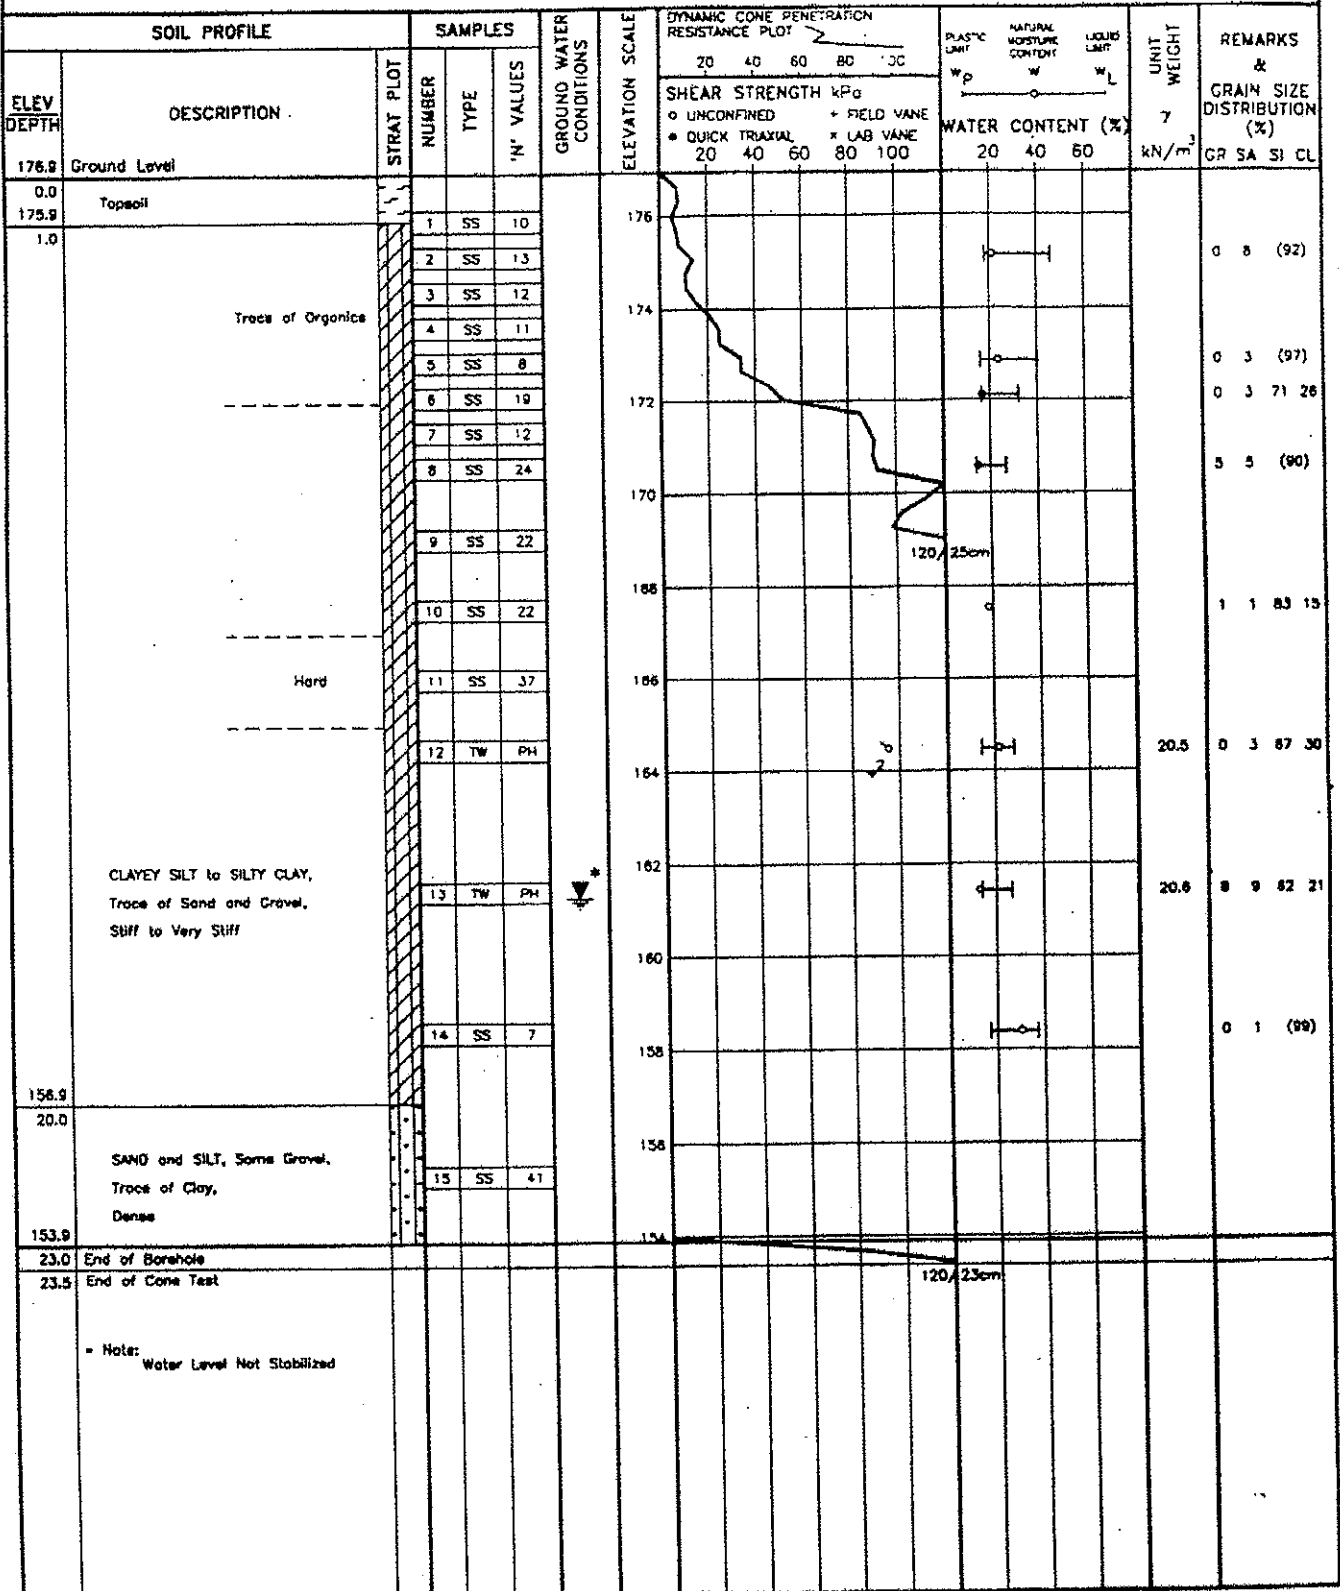 SOIL PROFILE
SAMPLES
GROUND WATER CONDITIONS
ELEVATION SCALE
DYNAMIC CONE PENETRATION
RESISTANCE PLOT
20 40 60 80 100
SHEAR STRENGTH kPa
o UNCONFINED + FIELD VANE
• QUICK TRIAXIAL x LAB VANE
20 40 60 80 100
PLASTIC LIMIT
NATURAL MOISTURE CONTENT
LIQUID LIMIT
WP W WL
WATER CONTENT (%)
20 40 60
UNIT WEIGHT
γ
kN/m³
REMARKS
&
GRAIN SIZE
DISTRIBUTION
(%)
GR SA SI CL
ELEV
DEPTH
DESCRIPTION
STRAT PLOT
NUMBER
TYPE
'N' VALUES
176.9 Ground Level
0.0
Topsoil
175.9
1.0
176
1 SS 10
2 SS 13
0 8 (92)
3 SS 12
Trace of Organics
174
4 SS 11
5 SS 8
0 3 (97)
6 SS 19
172
0 3 71 26
7 SS 12
8 SS 24
5 5 (90)
170
9 SS 22
120/25cm
168
10 SS 22
1 1 83 15
Hard
11 SS 37
166
12 TW PH
20.5 0 3 67 30
2
164
162
CLAYEY SILT to SILTY CLAY,
Trace of Sand and Gravel,
Stiff to Very Stiff
13 TW PH
*
20.6 8 9 62 21
160
14 SS 7
0 1 (99)
158
156.9
20.0
156
SAND and SILT, Some Gravel,
Trace of Clay,
Dense
15 SS 41
153.9
154
23.0 End of Borehole
23.5 End of Cone Test
120/23cm
* Note:
Water Level Not Stabilized